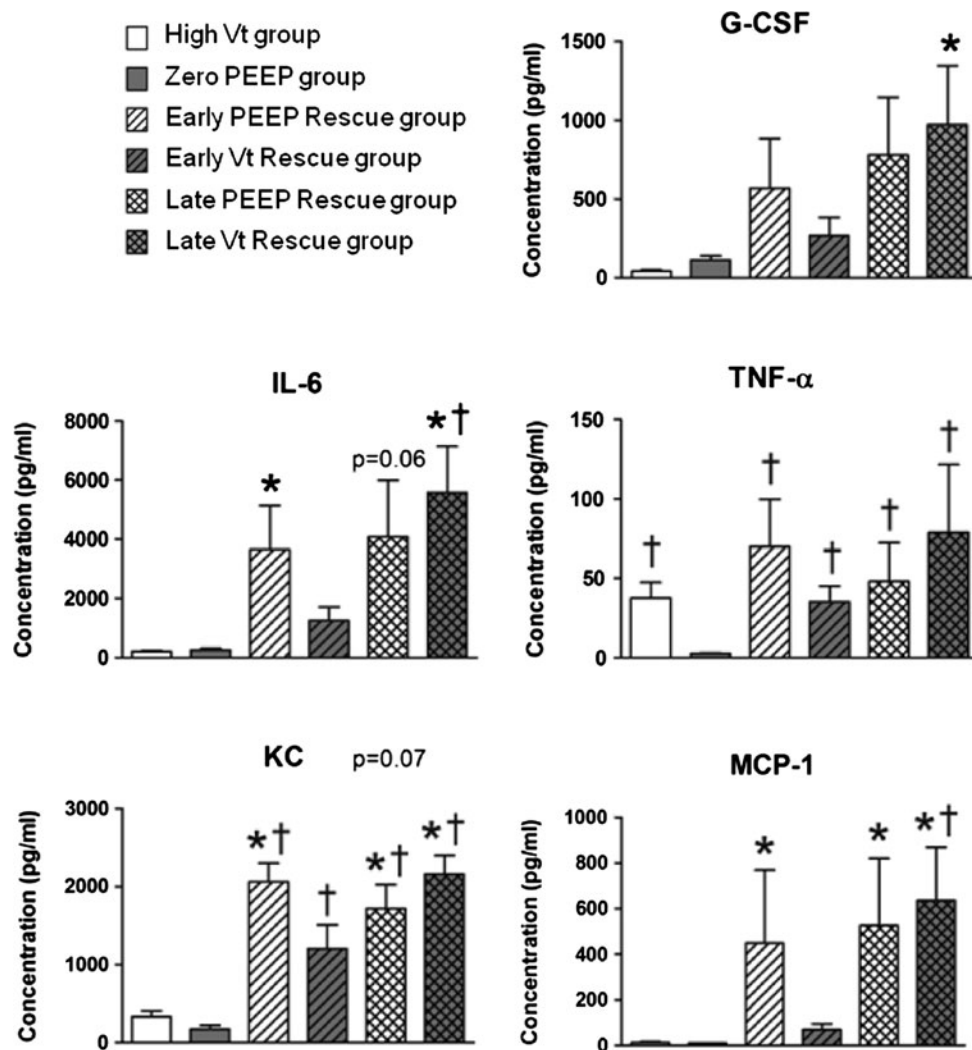 High Vt group
Zero PEEP group
Early PEEP Rescue group
Early Vt Rescue group
Late PEEP Rescue group
Late Vt Rescue group
G-CSF
Concentration (pg/ml)
1500
1000
500
0
*
IL-6
Concentration (pg/ml)
8000
6000
4000
2000
0
*
p=0.06
*†
TNF-α
Concentration (pg/ml)
150
100
50
0
†
†
†
†
†
KC
p=0.07
Concentration (pg/ml)
3000
2000
1000
0
*†
†
*†
*†
MCP-1
Concentration (pg/ml)
1000
800
600
400
200
0
*
*
*†